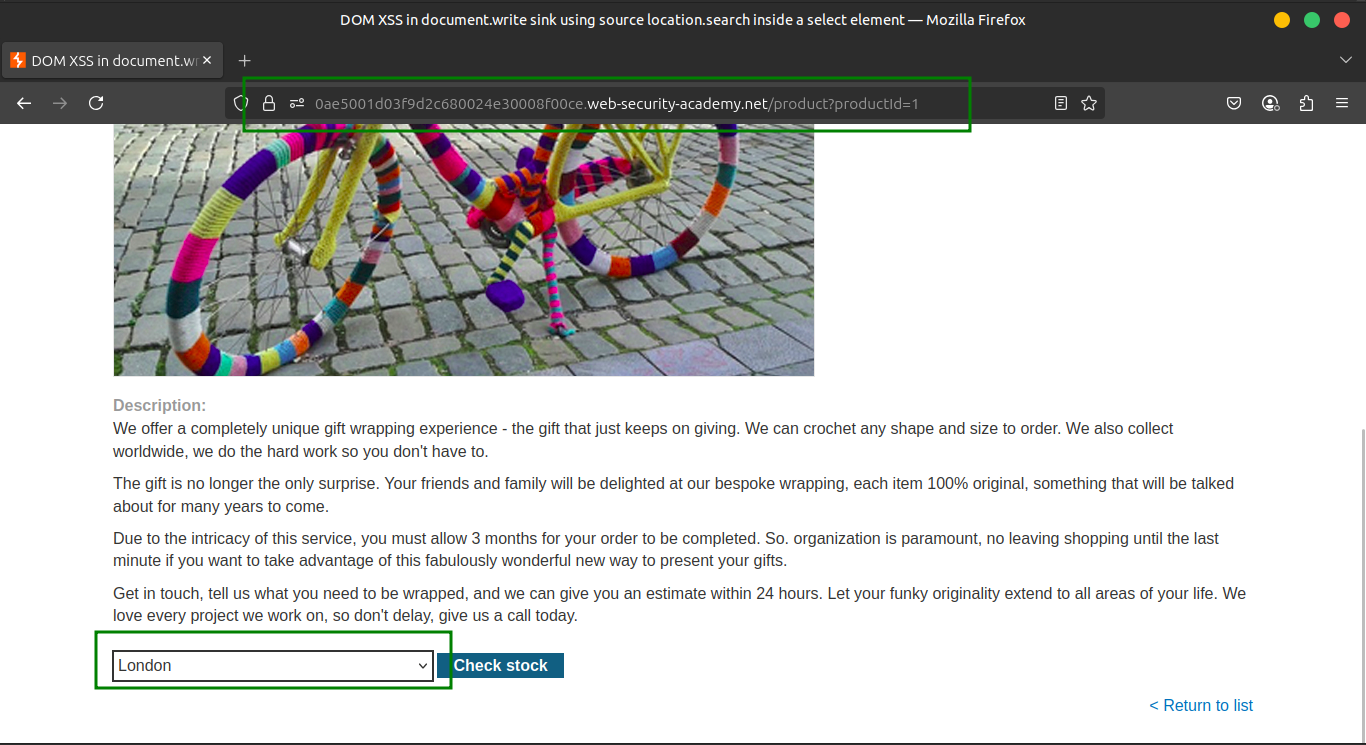 DOM XSS in document.write sink using source location.search inside a select element — Mozilla Firefox
DOM XSS in document.wr
0ae5001d03f9d2c680024e30008f00ce.web-security-academy.net/product?productId=1
Description:
We offer a completely unique gift wrapping experience - the gift that just keeps on giving. We can crochet any shape and size to order. We also collect
worldwide, we do the hard work so you don't have to.
The gift is no longer the only surprise. Your friends and family will be delighted at our bespoke wrapping, each item 100% original, something that will be talked
about for many years to come.
Due to the intricacy of this service, you must allow 3 months for your order to be completed. So. organization is paramount, no leaving shopping until the last
minute if you want to take advantage of this fabulously wonderful new way to present your gifts.
Get in touch, tell us what you need to be wrapped, and we can give you an estimate within 24 hours. Let your funky originality extend to all areas of your life. We
love every project we work on, so don't delay, give us a call today.
London Check stock
< Return to list